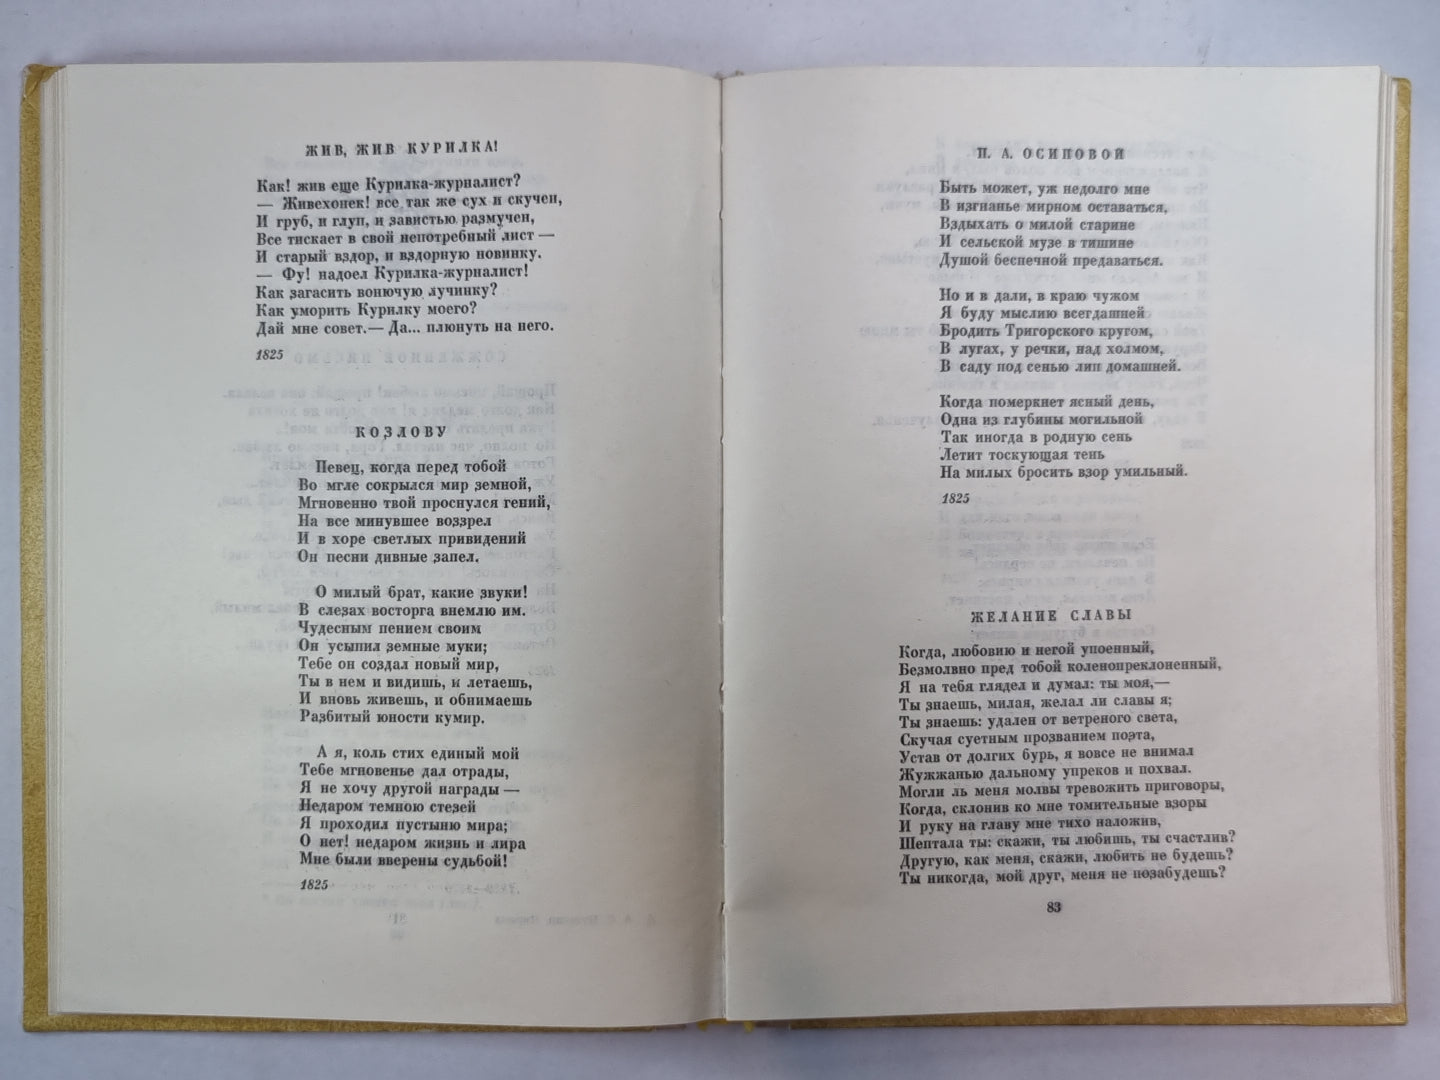 ЖИВ, ЖИВ КУРИЛКА!
Как! жив еще Курилка-журналист?
— Живехонек! все так же сух и скучен,
И груб, и глуп, и завистью размучен,
Все тискает в свой непотребный лист —
И старый вздор, и вздорную новинку.
— Фу! надоел Курилка-журналист!
Как загасить вонючую лучинку?
Как уморить Курилку моего?
Дай мне совет.— Да... плюнуть на него.
1825
КОЗЛОВУ
Певец, когда перед тобой
Во мгле сокрылся мир земной,
Мгновенно твой проснулся гений,
На все минувшее воззрел
И в хоре светлых привидений
Он песни дивные запел.
О милый брат, какие звуки!
В слезах восторга внемлю им.
Чудесным пением своим
Он усыпил земные муки;
Тебе он создал новый мир,
Ты в нем и видишь, и летаешь,
И вновь живешь, и обнимаешь
Разбитый юности кумир.
А я, коль стих единый мой
Тебе мгновенье дал отрады,
Я не хочу другой награды —
Недаром темною стезей
Я проходил пустыню мира;
О нет! недаром жизнь и лира
Мне были вверены судьбой!
1825
П. А. ОСИПОВОЙ
Быть может, уж недолго мне
В изгнанье мирном оставаться,
Вздыхать о милой старине
И сельской музе в тишине
Душой беспечной предаваться.
Но и в дали, в краю чужом
Я буду мыслию всегдашней
Бродить Тригорского кругом,
В лугах, у речки, над холмом,
В саду под сенью лип домашней.
Когда померкнет ясный день,
Одна из глубины могильной
Так иногда в родную сень
Летит тоскующая тень
На милых бросить взор умильный.
1825
ЖЕЛАНИЕ СЛАВЫ
Когда, любовию и негой упоенный,
Безмолвно пред тобой коленопреклоненный,
Я на тебя глядел и думал: ты моя,—
Ты знаешь, милая, желал ли славы я;
Ты знаешь: удален от ветреного света,
Скучая суетным прозванием поэта,
Устав от долгих бурь, я вовсе не внимал
Жужжанью дальному упреков и похвал.
Могли ль меня молвы тревожить приговоры,
Когда, склонив ко мне томительные взоры
И руку на главу мне тихо наложив,
Шептала ты: скажи, ты любишь, ты счастлив?
Другую, как меня, скажи, любить не будешь?
Ты никогда, мой друг, меня не позабудешь?
83